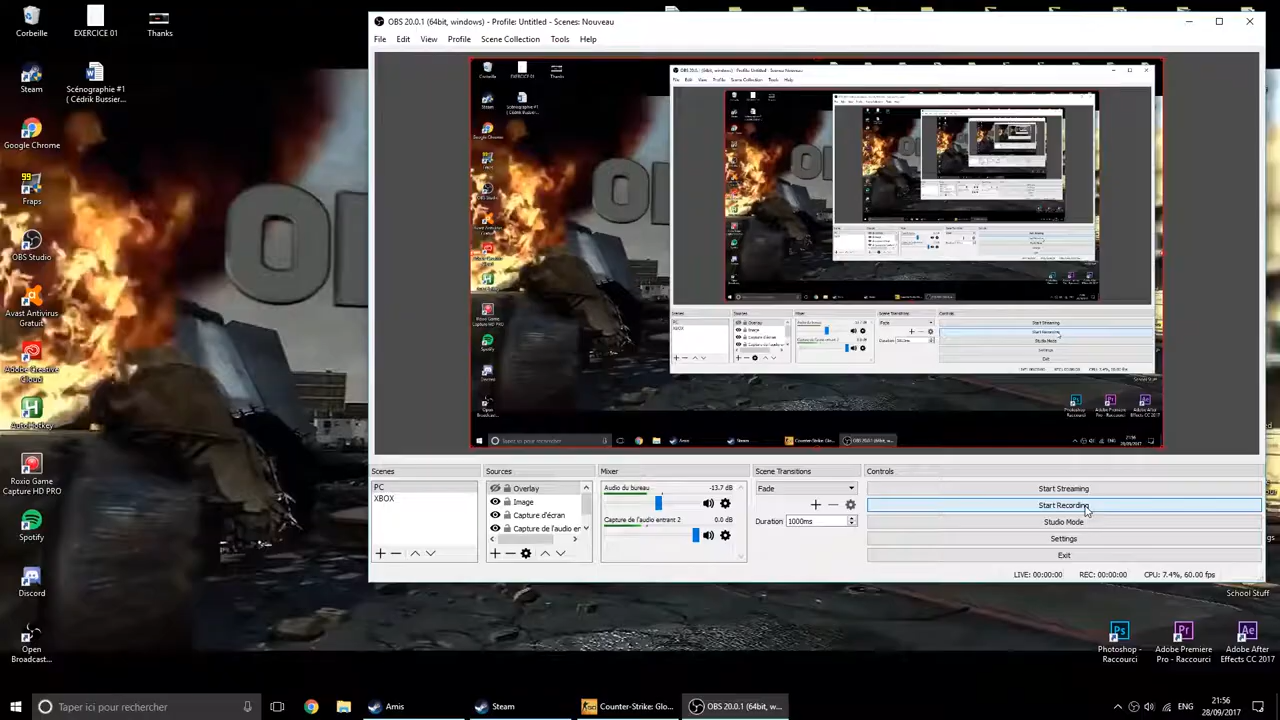 Corbeille
EXERCICE 01
Thanks
Steam
Scénographie #1
( Cédrik Bussier...
Google Chrome
Fraps
OBS Studio
Avast Antivirus
Gratuit
Adobe Creative
Cloud
AutoHotkey
Roxio Game
Capture HD PRO
Spotify
Discord
Open
Broadcast...
OBS 20.0.1 (64bit, windows) - Profile: Untitled - Scenes: Nouveau
File Edit View Profile Scene Collection Tools Help
Scenes
PC
XBOX
Sources
Overlay
Image
Capture d'écran
Capture de l'audio er
Mixer
Audio du bureau -13.7 dB
Capture de l'audio entrant 2 0.0 dB
Scene Transitions
Fade
Duration 1000ms
Controls
Start Streaming
Start Recording
Studio Mode
Settings
Exit
LIVE: 00:00:00 REC: 00:00:00 CPU: 7.4%, 60.00 fps
School Stuff
Photoshop -
Raccourci
Adobe Premiere
Pro - Raccourci
Adobe After
Effects CC 2017
Taper ici pour rechercher
Amis
Steam
Counter-Strike: Glo...
OBS 20.0.1 (64bit, w...
ENG
21:56
28/09/2017